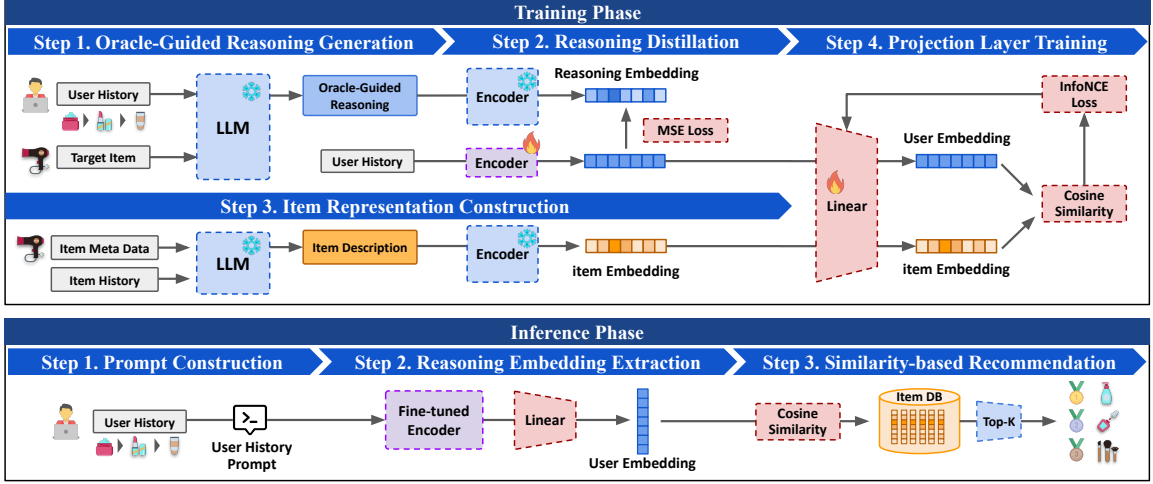 Training Phase
Step 1. Oracle-Guided Reasoning Generation
Step 2. Reasoning Distillation
Step 4. Projection Layer Training
User History
Target Item
LLM
Oracle-Guided
Reasoning
Encoder
Reasoning Embedding
MSE Loss
User History
Encoder
InfoNCE
Loss
User Embedding
Linear
Cosine
Similarity
Step 3. Item Representation Construction
Item Meta Data
Item History
LLM
Item Description
Encoder
item Embedding
item Embedding
Inference Phase
Step 1. Prompt Construction
Step 2. Reasoning Embedding Extraction
Step 3. Similarity-based Recommendation
User History
User History
Prompt
Fine-tuned
Encoder
Linear
User Embedding
Cosine
Similarity
Item DB
Top-K
1
2
3